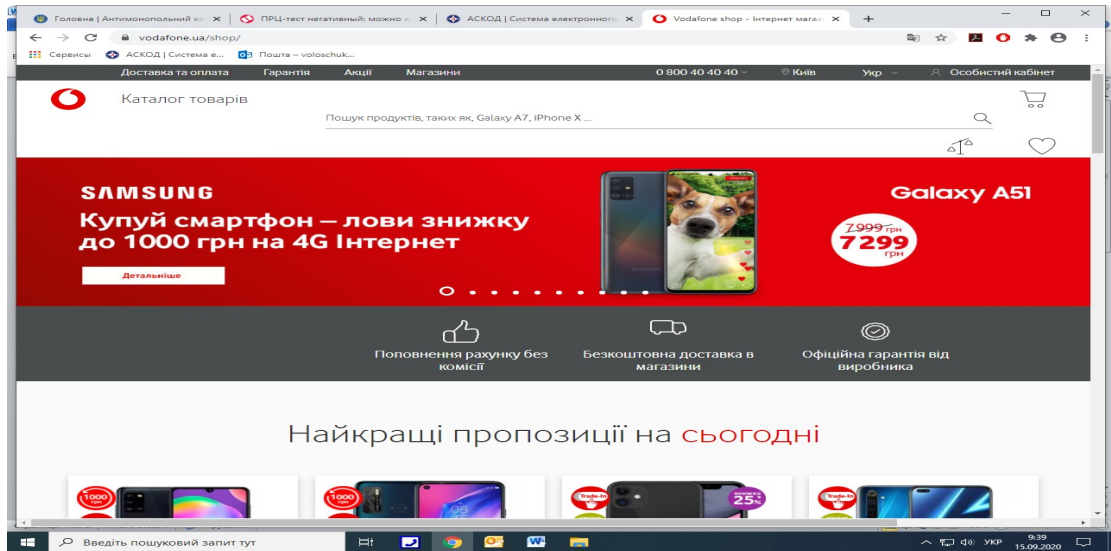 Головна | Антимонопольний ко
ПРЦ-тест негативный: можно л
АСКОД | Система електронного
Vodafone shop - Інтернет магаз
vodafone.ua/shop/
Сервисы
АСКОД | Система е...
Пошта – voloschuk...
Доставка та оплата
Гарантія
Акції
Магазини
0 800 40 40 40
Київ
Укр
Особистий кабінет
Каталог товарів
Пошук продуктів, таких як, Galaxy A7, iPhone X ...
SAMSUNG
Купуй смартфон – лови знижку
до 1000 грн на 4G Інтернет
Детальніше
Galaxy A51
7999 грн
7299
грн
Поповнення рахунку без
комісії
Безкоштовна доставка в
магазини
Офіційна гарантія від
виробника
Найкращі пропозиції на сьогодні
1000
грн
1000
грн
Trade-in
знижка
25%
Trade-in
Введіть пошуковий запит тут
УКР
9:39
15.09.2020